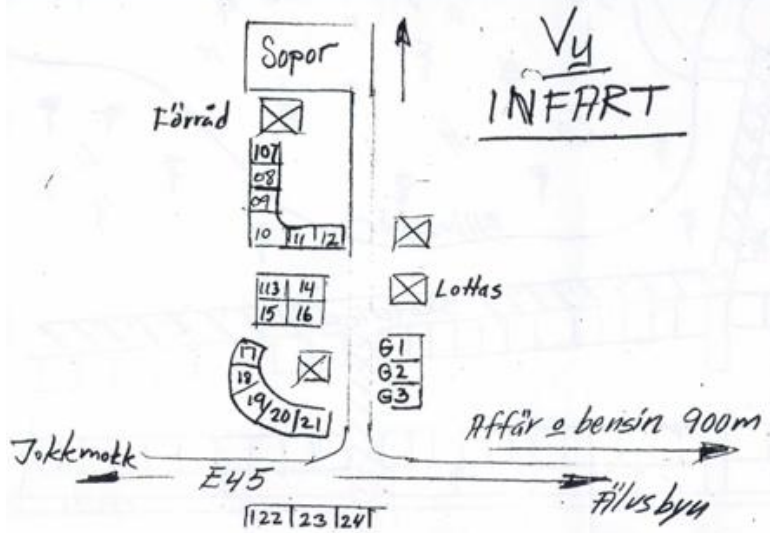 Sopor
Vy
INFART
Förråd
107
08
09
10 11 12
113 14
15 16
Lottas
17
18
19/20/21
G1
G2
G3
Affär o bensin 900m
Jokkmokk
E45
Älvsbyn
122 23 24